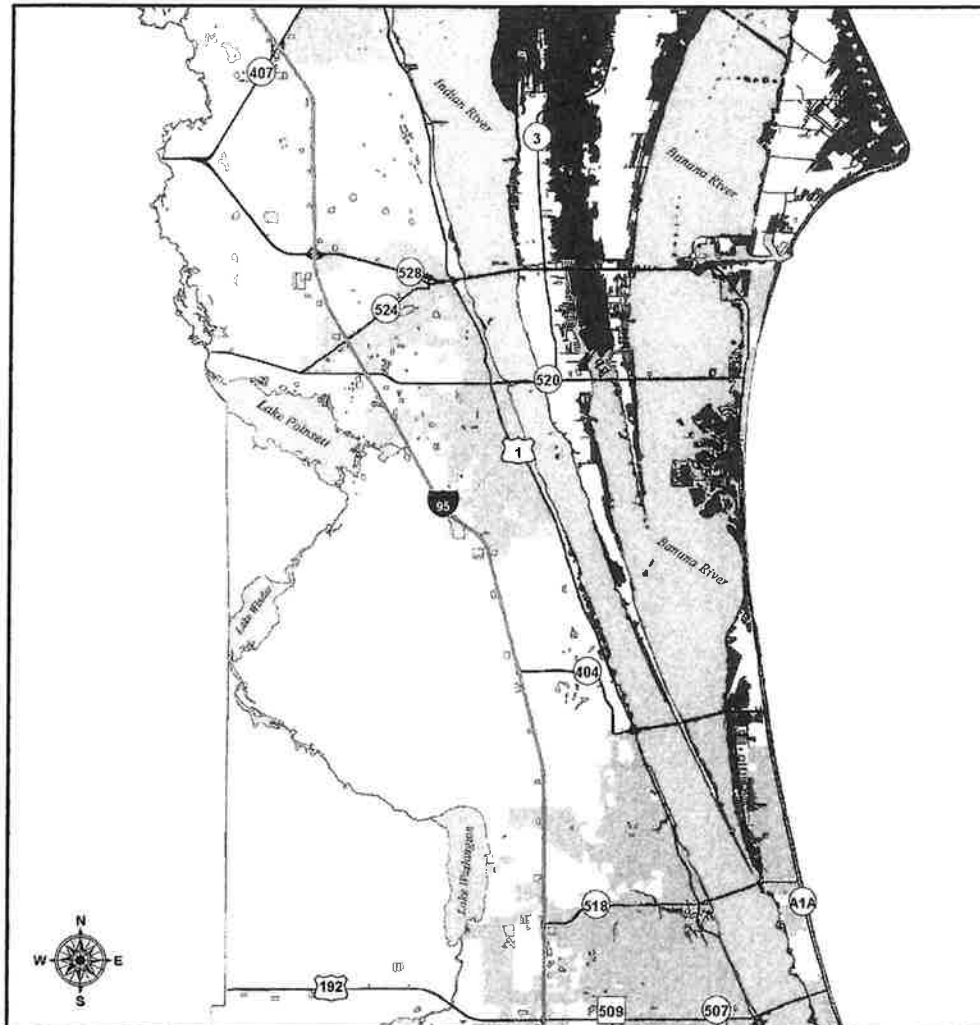 407
Indian River
3
Banana River
528
524
520
Lake Poinsett
1
95
Banana River
Lake Winder
404
Lake Washington
518
A1A
N
W E
S
192
509
507